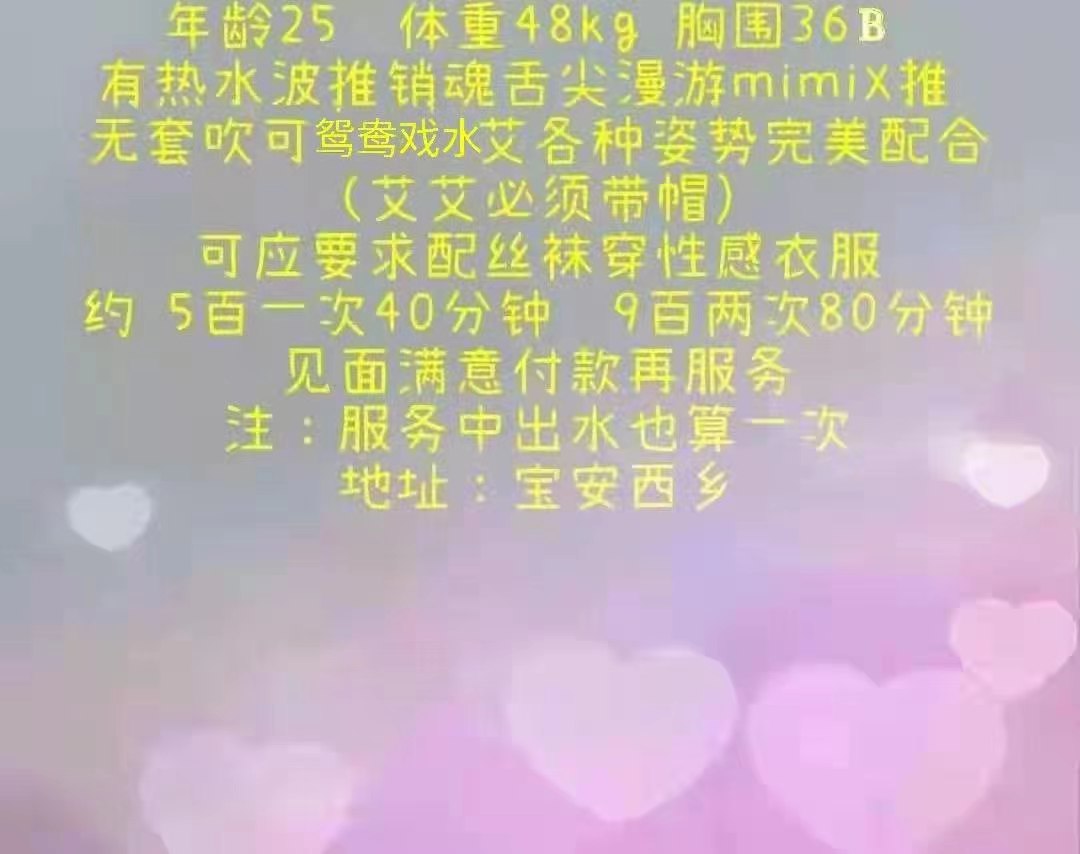 年龄25 体重48kg 胸围36B
有热水波推销魂舌尖漫游mimiX推
无套吹可鸳鸯戏水艾各种姿势完美配合
（艾艾必须带帽）
可应要求配丝袜穿性感衣服
约 5百一次40分钟 9百两次80分钟
见面满意付款再服务
注：服务中出水也算一次
地址：宝安西乡